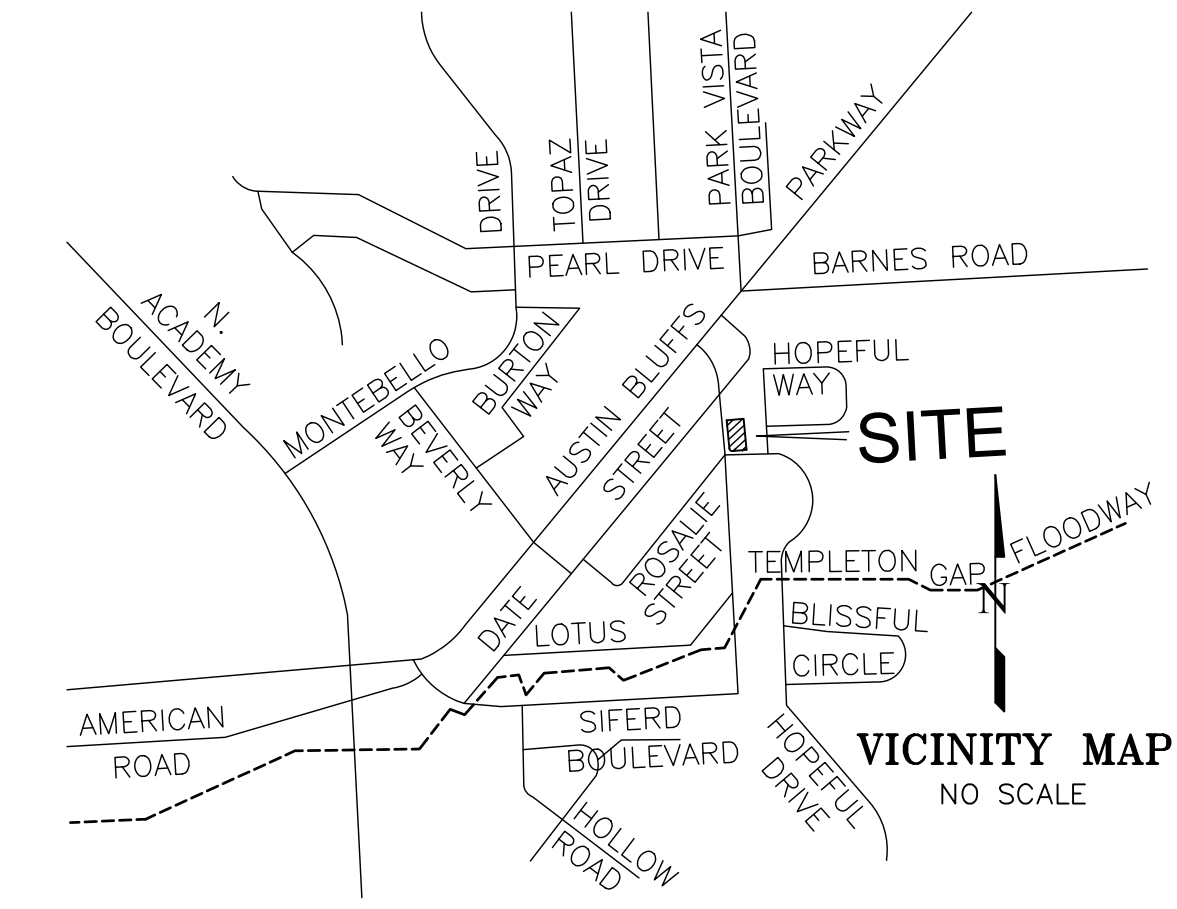 DRIVE
TOPAZ
DRIVE
PARK VISTA
BOULEVARD
PARKWAY
PEARL DRIVE
BARNES ROAD
N.
ACADEMY
BOULEVARD
MONTEBELLO
BURTON
WAY
BEVERLY
WAY
AUSTIN BLUFFS
HOPEFUL
WAY
SITE
STREET
ROSALIE
STREET
TEMPLETON GAP FLOODWAY
N
DATE
LOTUS
BLISSFUL
CIRCLE
AMERICAN
ROAD
SIFERD
BOULEVARD
HOPEFUL
DRIVE
HOLLOW
ROAD
VICINITY MAP
NO SCALE